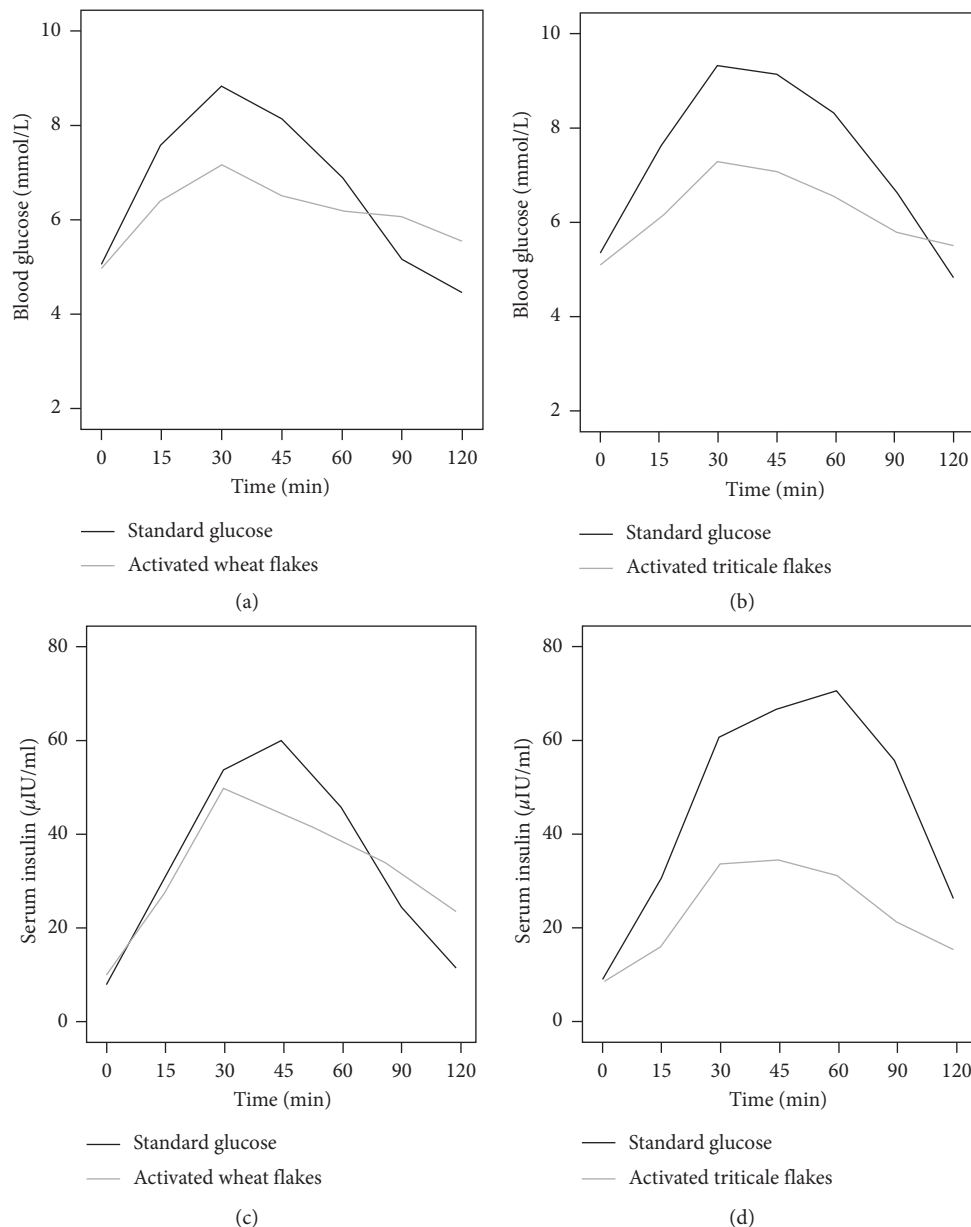 Blood glucose (mmol/L)
10
8
6
4
2
0 15 30 45 60 90 120
Time (min)
Standard glucose
Activated wheat flakes
(a)
Blood glucose (mmol/L)
10
8
6
4
2
0 15 30 45 60 90 120
Time (min)
Standard glucose
Activated triticale flakes
(b)
Serum insulin (μIU/ml)
80
60
40
20
0
0 15 30 45 60 90 120
Time (min)
Standard glucose
Activated wheat flakes
(c)
Serum insulin (μIU/ml)
80
60
40
20
0
0 15 30 45 60 90 120
Time (min)
Standard glucose
Activated triticale flakes
(d)